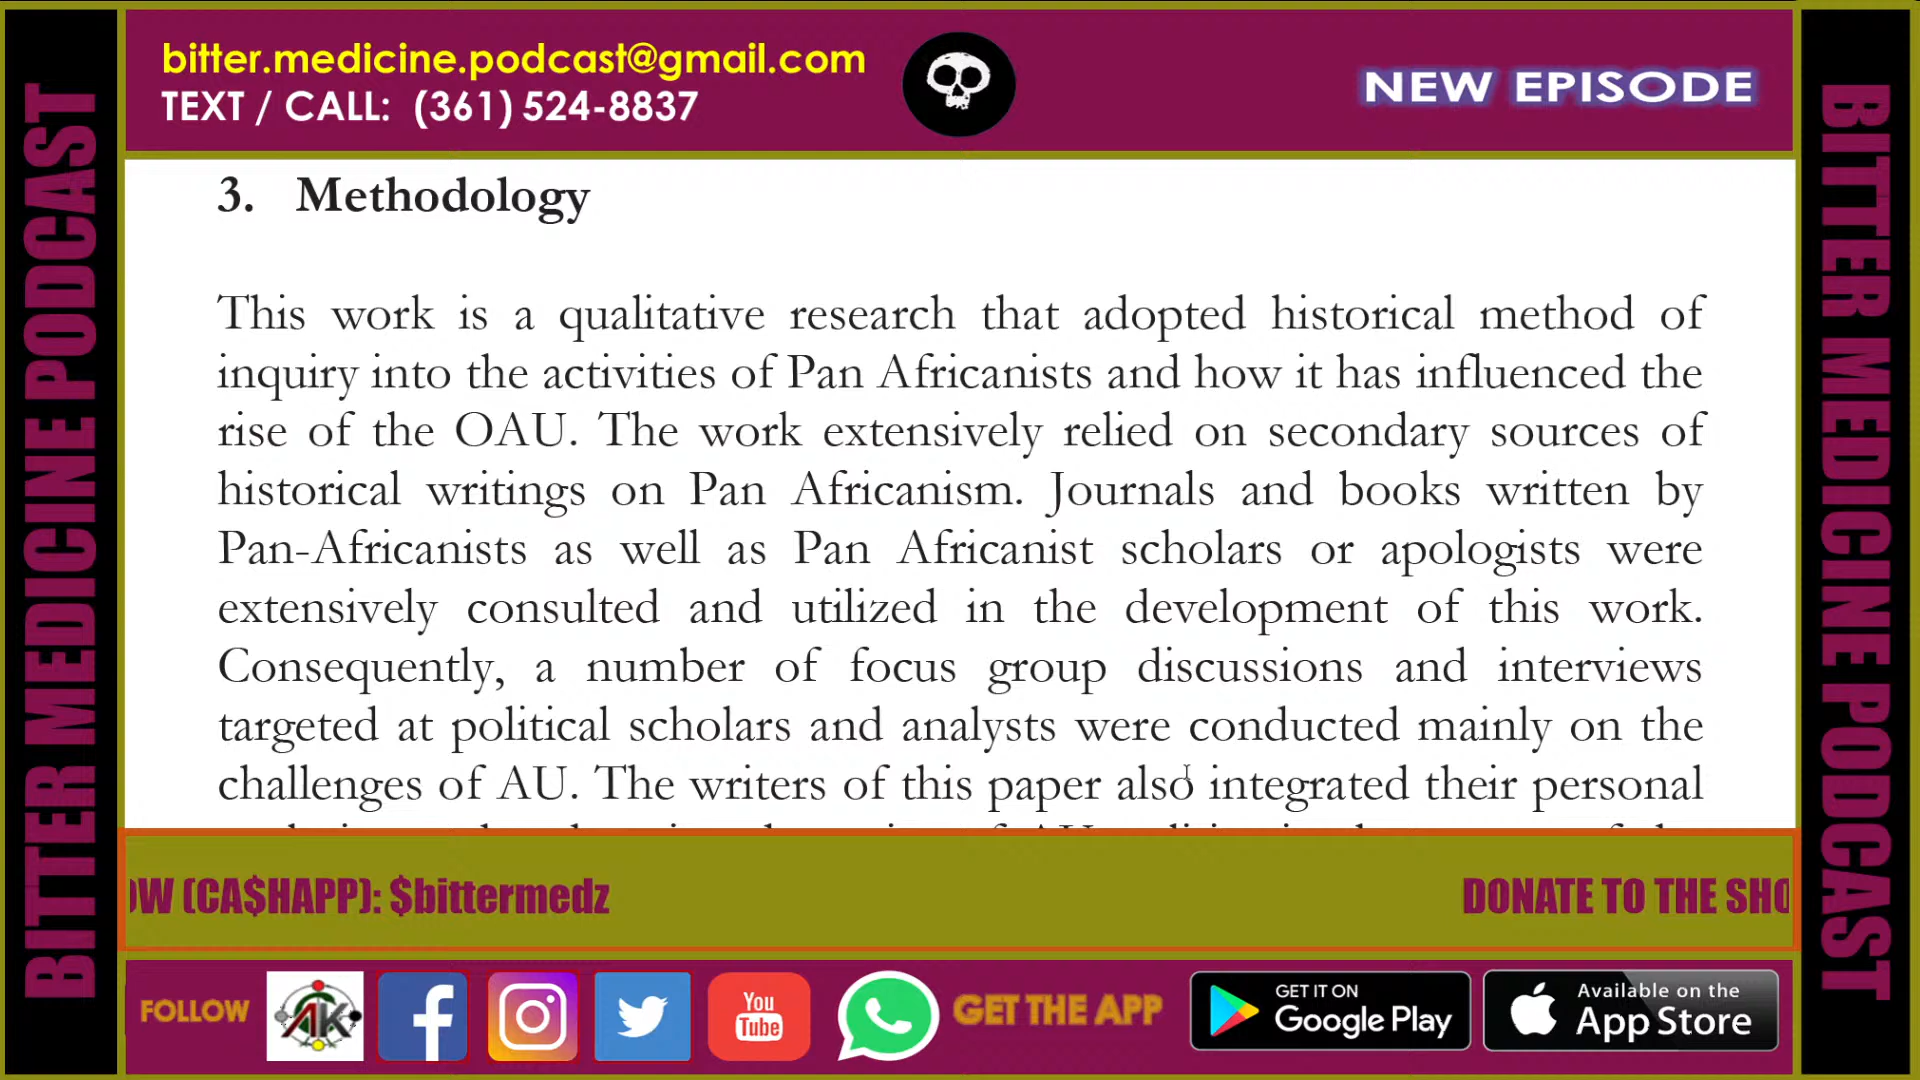 bitter.medicine.podcast@gmail.com
TEXT / CALL: (361) 524-8837
NEW EPISODE
BITTER MEDICINE PODCAST
BITTER MEDICINE PODCAST
3. Methodology
This work is a qualitative research that adopted historical method of
inquiry into the activities of Pan Africanists and how it has influenced the
rise of the OAU. The work extensively relied on secondary sources of
historical writings on Pan Africanism. Journals and books written by
Pan-Africanists as well as Pan Africanist scholars or apologists were
extensively consulted and utilized in the development of this work.
Consequently, a number of focus group discussions and interviews
targeted at political scholars and analysts were conducted mainly on the
challenges of AU. The writers of this paper also integrated their personal
OW (CA$HAPP): $bittermedz
DONATE TO THE SHO
FOLLOW
AK
You
Tube
GET THE APP
GET IT ON
Google Play
Available on the
App Store